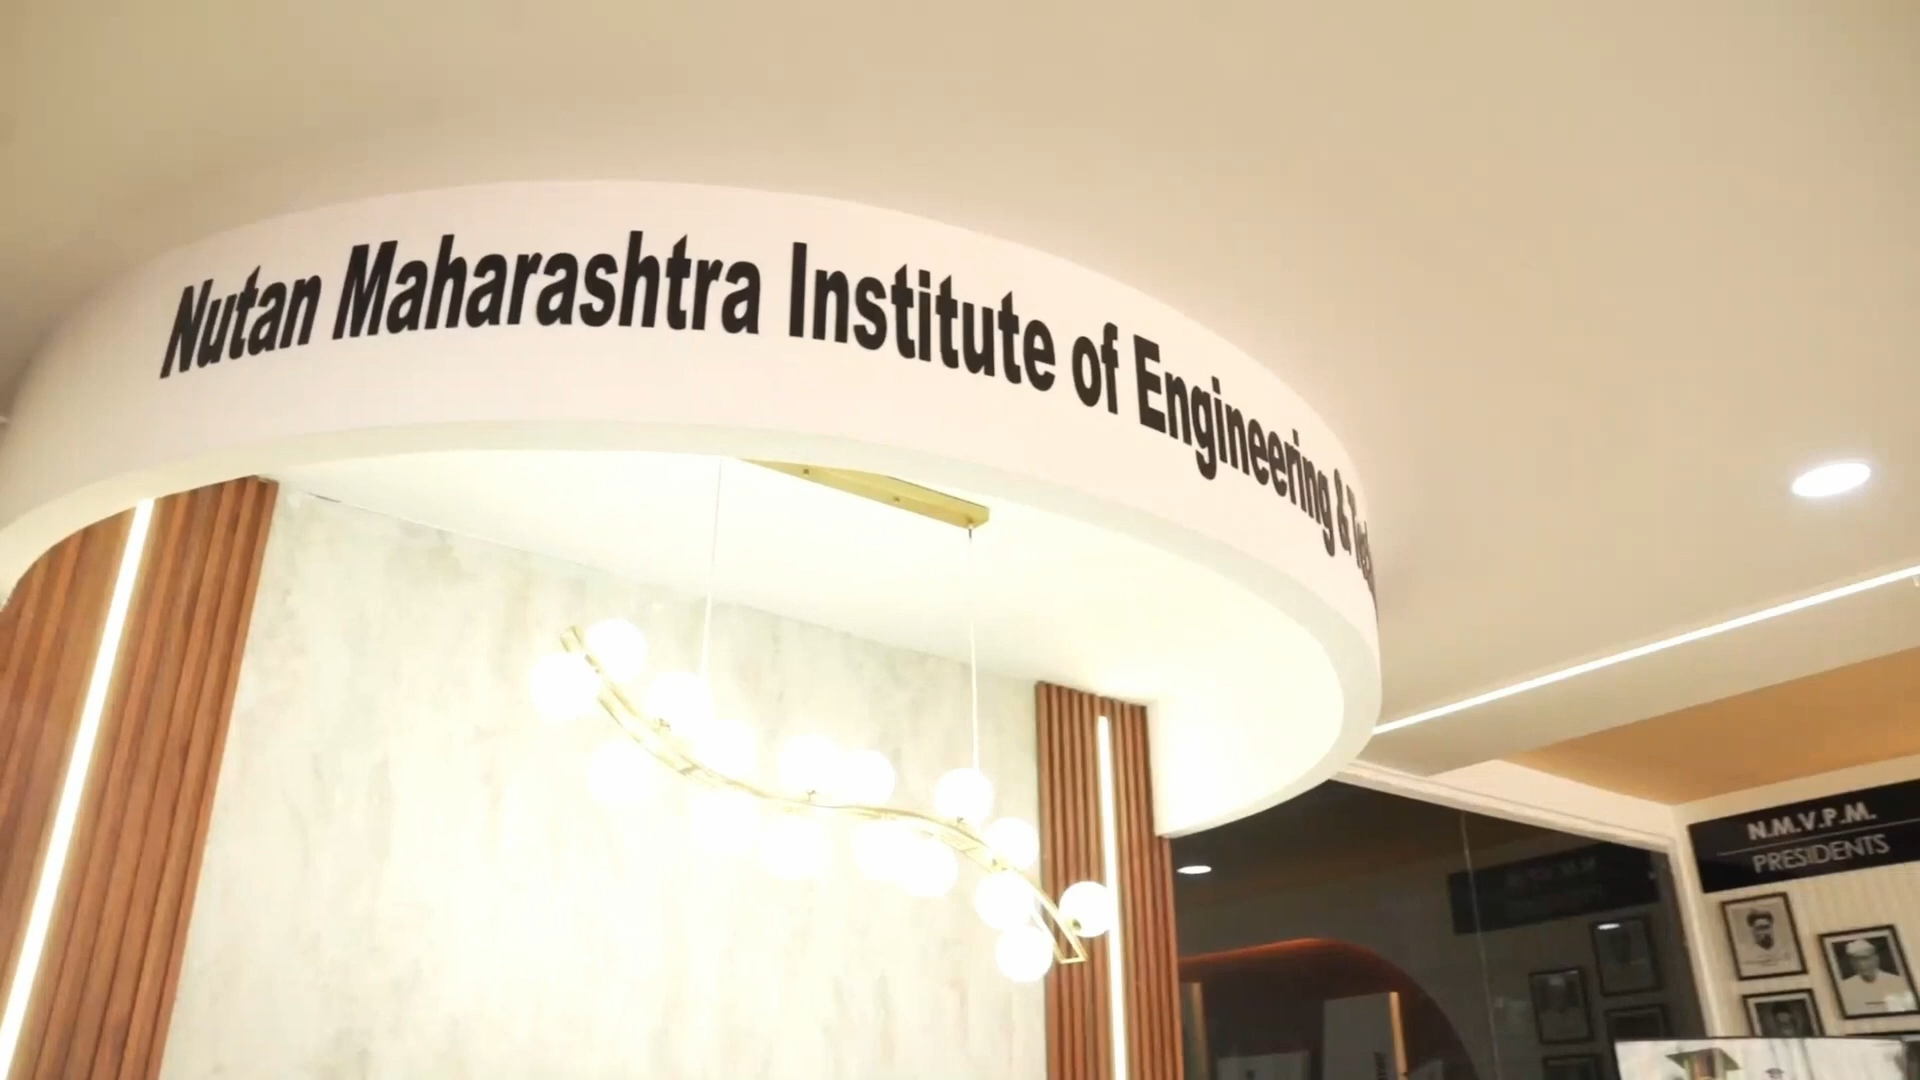 Nutan Maharashtra Institute of Engineering &
N.M.V.P.M.
PRESIDENTS